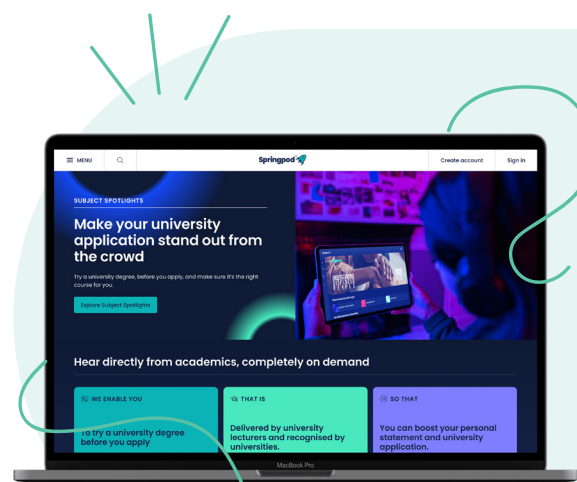 MENU
Springpod
Create account
Sign in
SUBJECT SPOTLIGHTS
Make your university
application stand out from
the crowd
Try a university degree, before you apply, and make sure it's the right
course for you.
Explore Subject Spotlights
Hear directly from academics, completely on demand
WE ENABLE YOU
To try a university degree
before you apply
THAT IS
Delivered by university
lecturers and recognised by
universities.
SO THAT
You can boost your personal
statement and university
application.
MacBook Pro